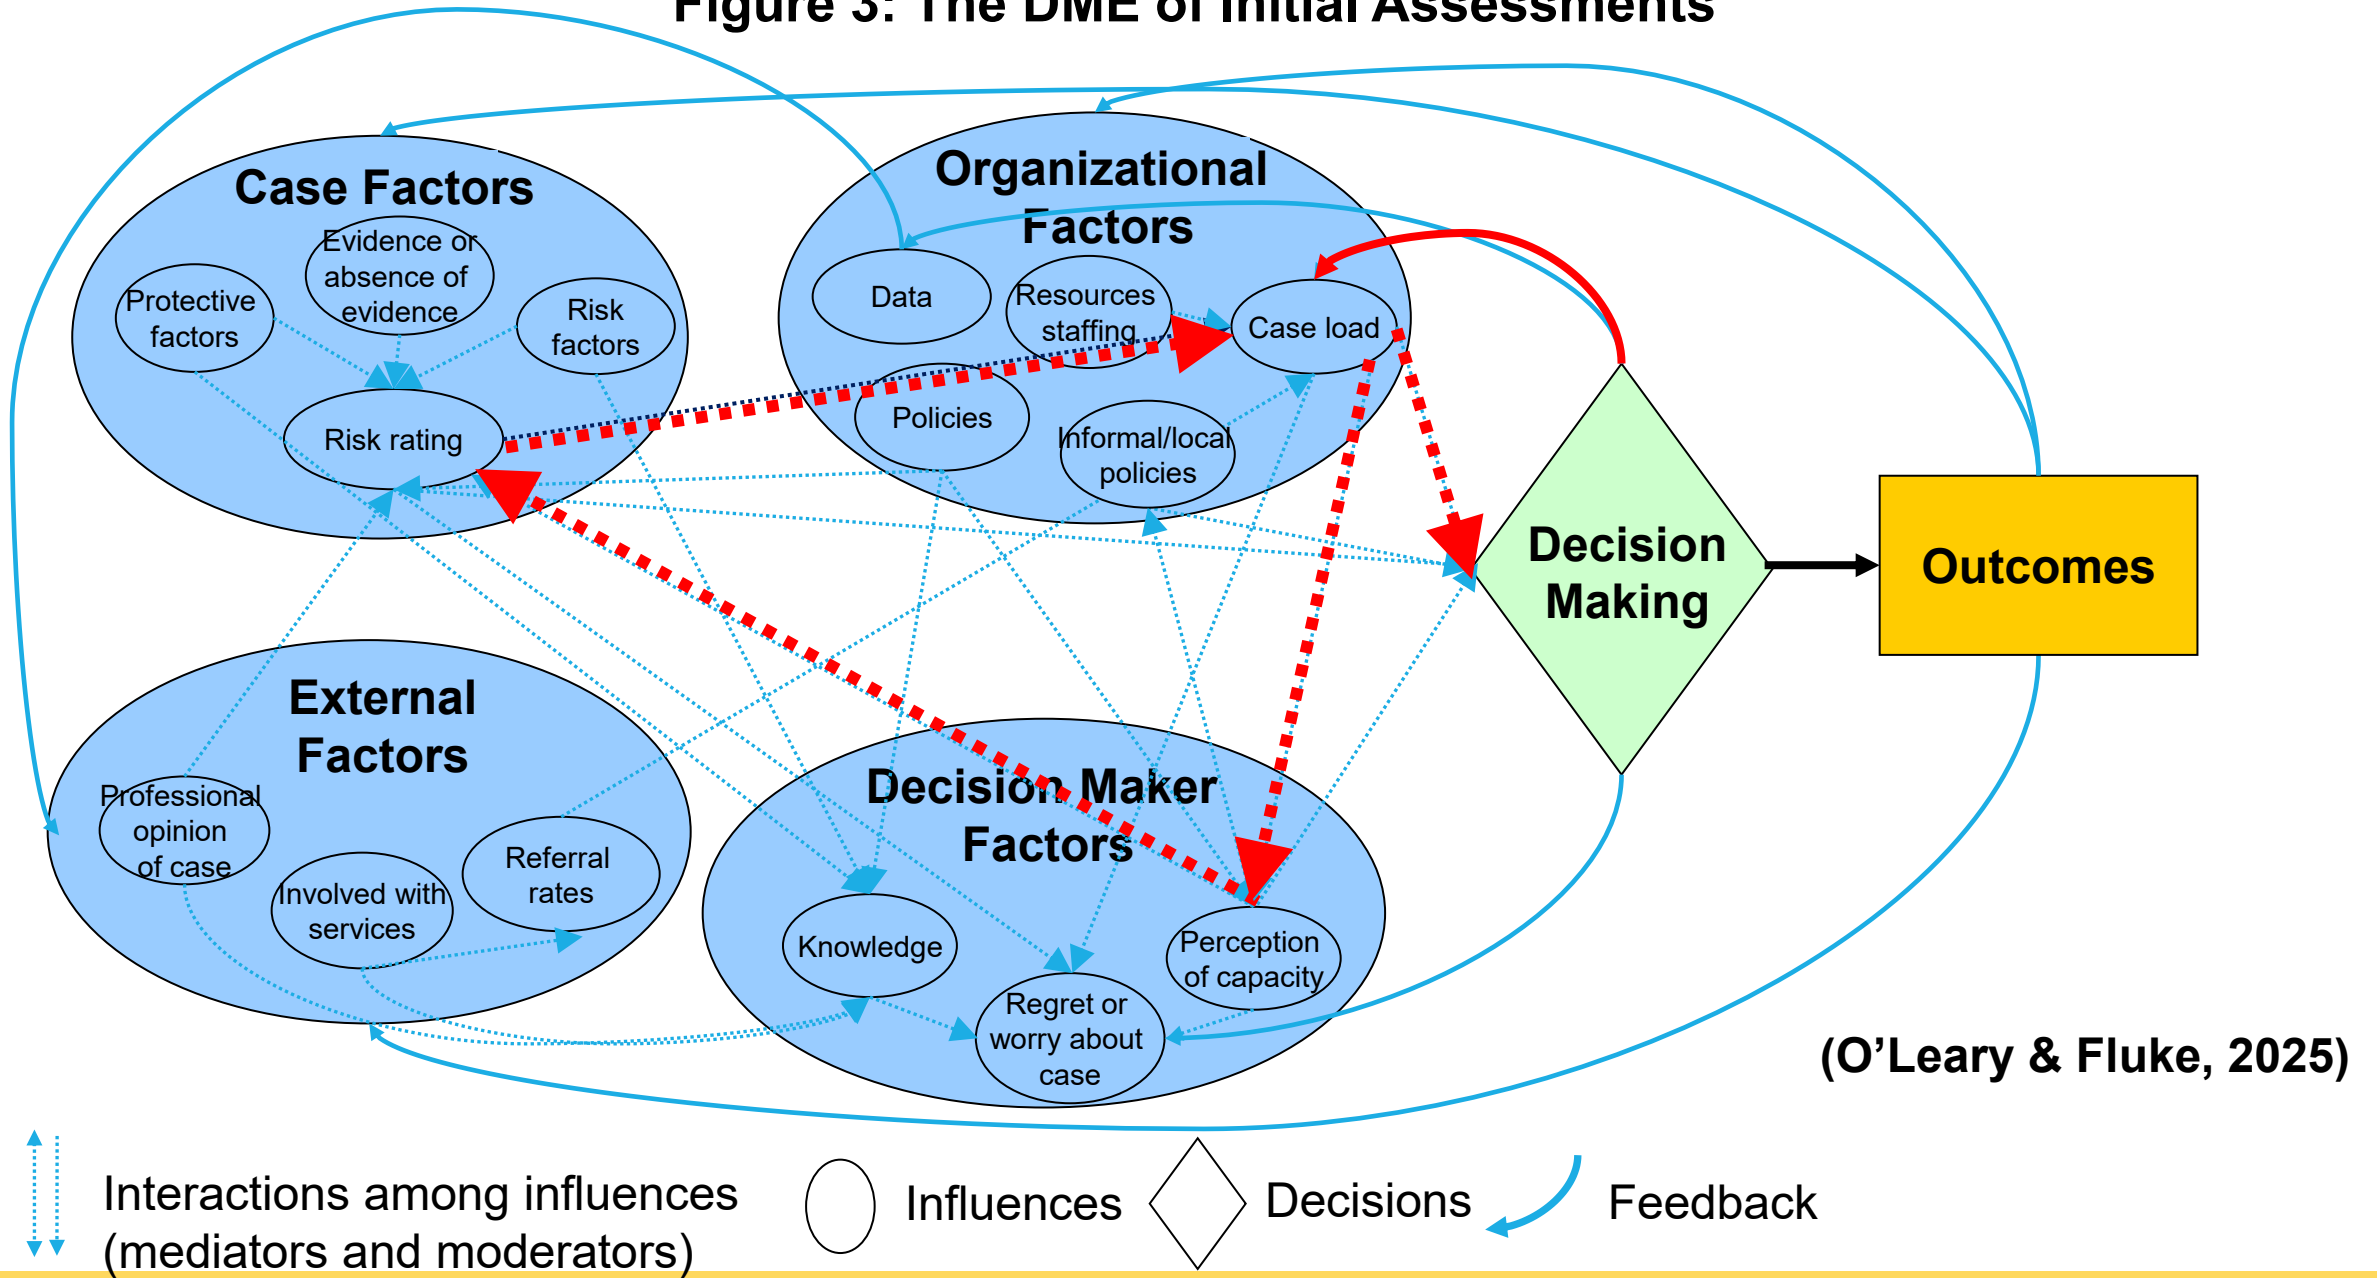 Figure 3: The DME of Initial Assessments
Case Factors
Evidence or
absence of
evidence
Protective
factors
Risk
factors
Risk rating
Organizational
Factors
Data
Resources
staffing
Case load
Policies
Informal/local
policies
Decision
Making
Outcomes
External
Factors
Professional
opinion
of case
Involved with
services
Referral
rates
Decision Maker
Factors
Knowledge
Perception
of capacity
Regret or
worry about
case
(O’Leary & Fluke, 2025)
Interactions among influences
(mediators and moderators)
Influences
Decisions
Feedback